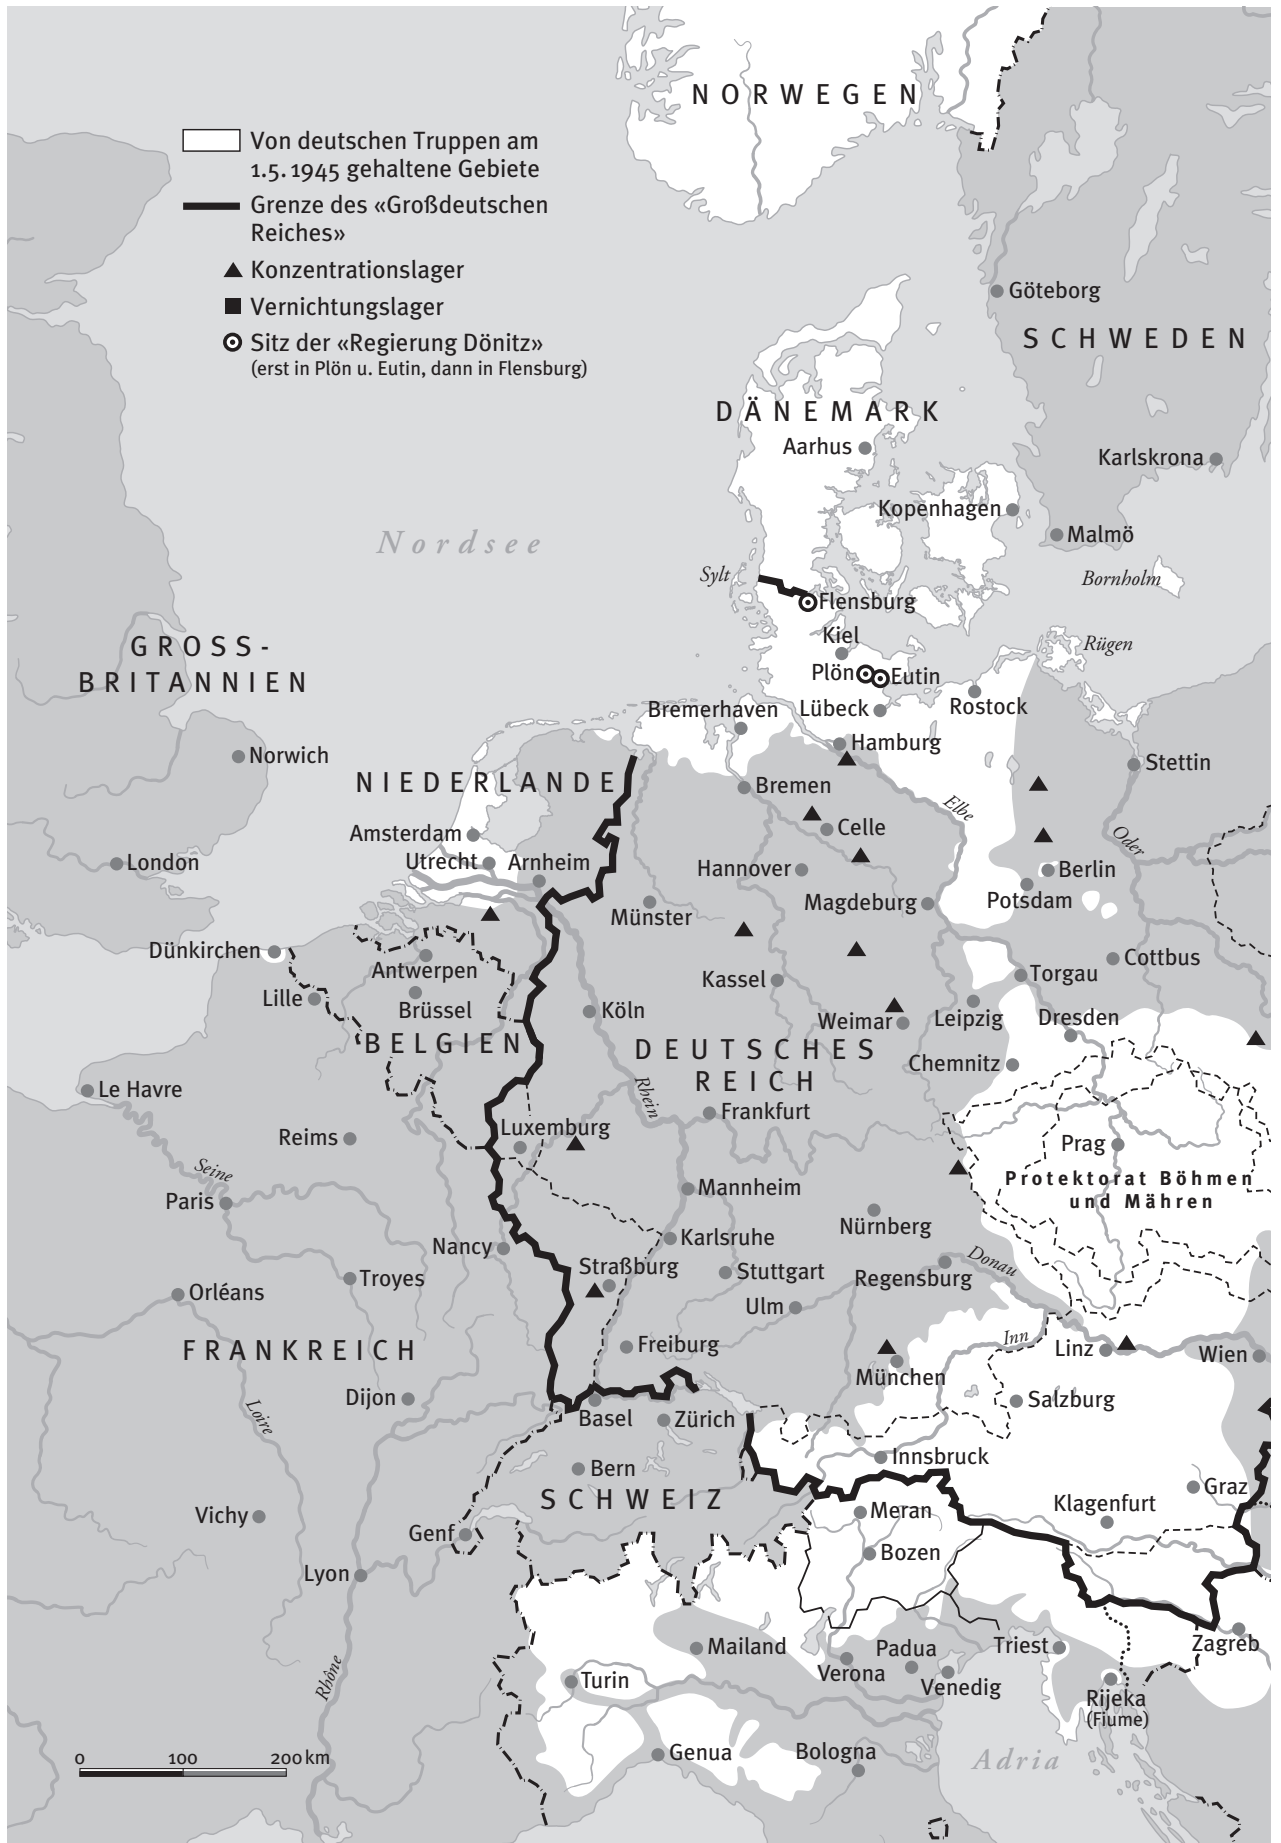 NORWEGEN
Von deutschen Truppen am
1.5.1945 gehaltene Gebiete
Grenze des «Großdeutschen
Reiches»
Konzentrationslager
Vernichtungslager
Sitz der «Regierung Dönitz»
(erst in Plön u. Eutin, dann in Flensburg)
Göteborg
SCHWEDEN
DÄNEMARK
Aarhus
Karlskrona
Kopenhagen
Malmö
Nordsee
Sylt
Bornholm
Flensburg
Kiel
Rügen
GROSS-
BRITANNIEN
Plön
Eutin
Lübeck
Rostock
Bremerhaven
Hamburg
Norwich
Stettin
NIEDERLANDE
Bremen
Elbe
Amsterdam
Celle
Oder
London
Utrecht
Arnheim
Hannover
Berlin
Magdeburg
Potsdam
Münster
Dünkirchen
Antwerpen
Cottbus
Torgau
Kassel
Lille
Brüssel
Köln
Weimar
Leipzig
Dresden
BELGIEN
DEUTSCHES
REICH
Chemnitz
Le Havre
Rhein
Frankfurt
Reims
Luxemburg
Prag
Seine
Protektorat Böhmen
und Mähren
Paris
Mannheim
Nürnberg
Nancy
Karlsruhe
Donau
Straßburg
Stuttgart
Regensburg
Troyes
Orléans
Ulm
Inn
FRANKREICH
Freiburg
Linz
Wien
München
Dijon
Loire
Basel
Zürich
Salzburg
Innsbruck
Bern
SCHWEIZ
Graz
Meran
Klagenfurt
Vichy
Genf
Bozen
Lyon
Mailand
Padua
Triest
Zagreb
Rhône
Turin
Verona
Venedig
Rijeka
(Fiume)
Genua
Bologna
Adria
0 100 200 km